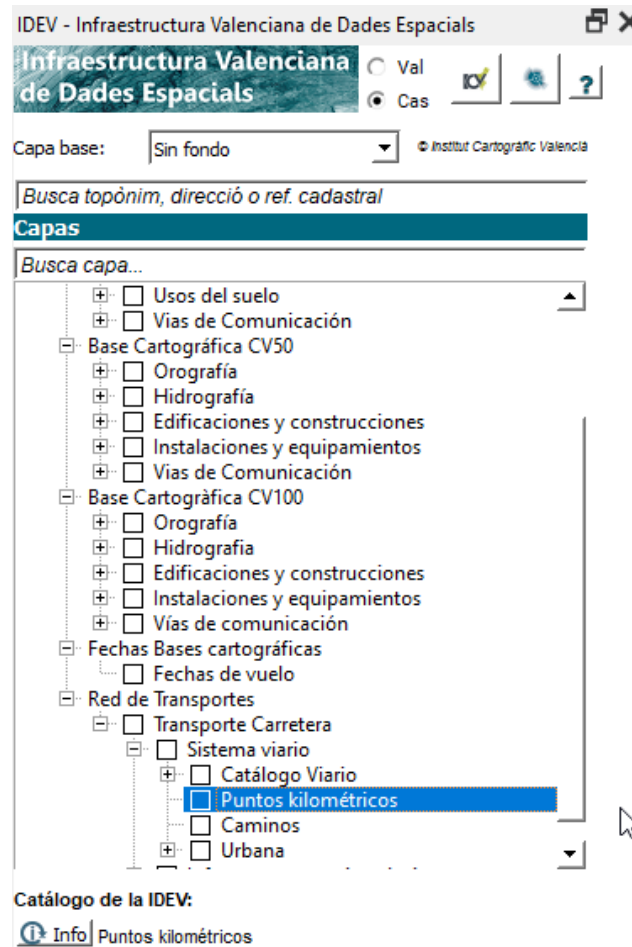 IDEV - Infraestructura Valenciana de Dades Espacials
Infraestructura Valenciana
de Dades Espacials
Val
Cas
?
Capa base:
Sin fondo
© Institut Cartogràfic Valencià
Busca topònim, direcció o ref. cadastral
Capas
Busca capa...
Usos del suelo
Vias de Comunicación
Base Cartográfica CV50
Orografía
Hidrografía
Edificaciones y construcciones
Instalaciones y equipamientos
Vias de Comunicación
Base Cartogràfica CV100
Orografía
Hidrografia
Edificaciones y construcciones
Instalaciones y equipamientos
Vías de comunicación
Fechas Bases cartográficas
Fechas de vuelo
Red de Transportes
Transporte Carretera
Sistema viario
Catálogo Viario
Puntos kilométricos
Caminos
Urbana
Catálogo de la IDEV:
Info Puntos kilométricos